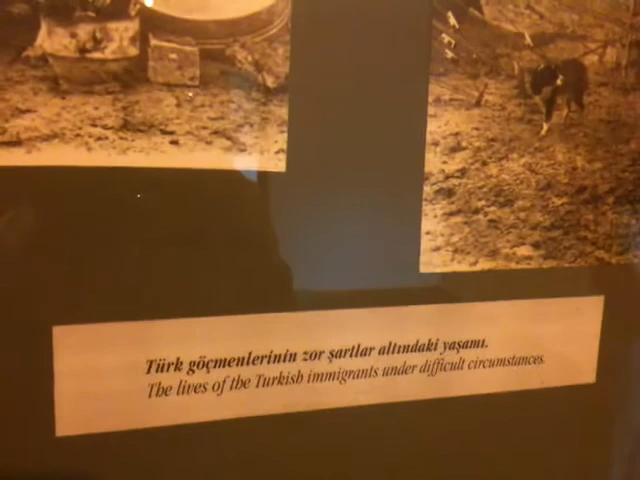 Türk göçmenlerinin zor şartlar altındaki yaşamı.
The lives of the Turkish immigrants under difficult circumstances.